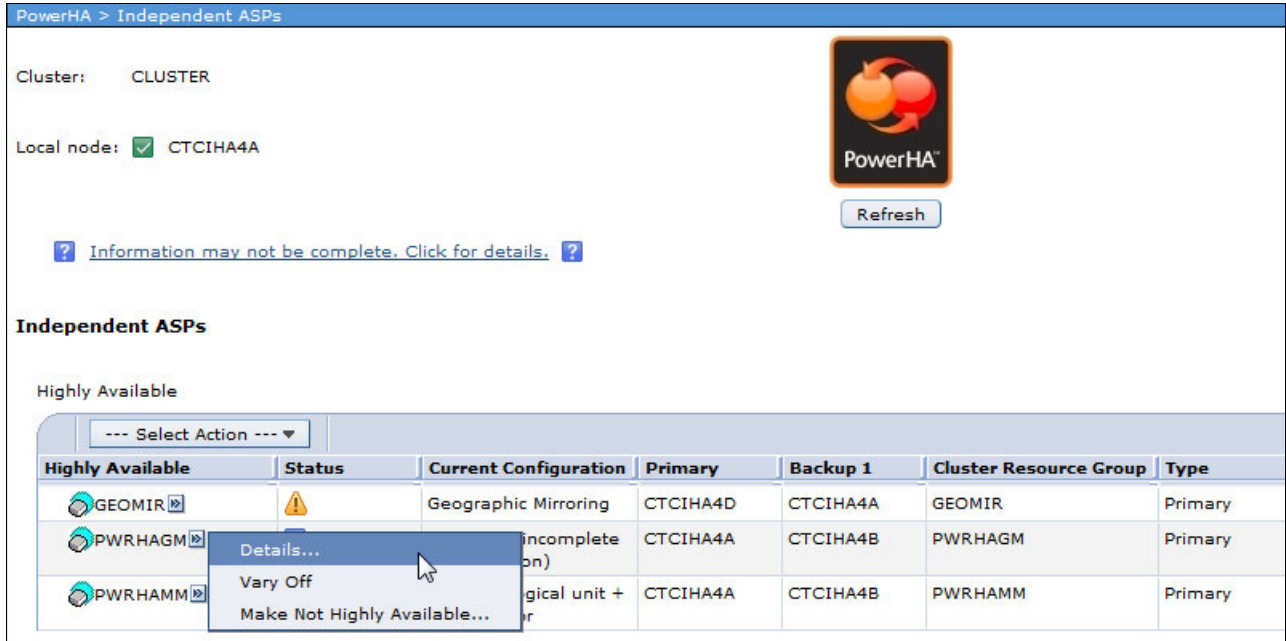 PowerHA > Independent ASPs
Cluster: CLUSTER
Local node: CTCIHA4A
PowerHA™
Refresh
? Information may not be complete. Click for details. ?
Independent ASPs
Highly Available
--- Select Action ---
Highly Available Status Current Configuration Primary Backup 1 Cluster Resource Group Type
GEOMIR Geographic Mirroring CTCIHA4D CTCIHA4A GEOMIR Primary
PWRHAGM incomplete CTCIHA4A CTCIHA4B PWRHAGM Primary
on)
Details...
Vary Off
Make Not Highly Available...
PWRHAMM gical unit + CTCIHA4A CTCIHA4B PWRHAMM Primary
r